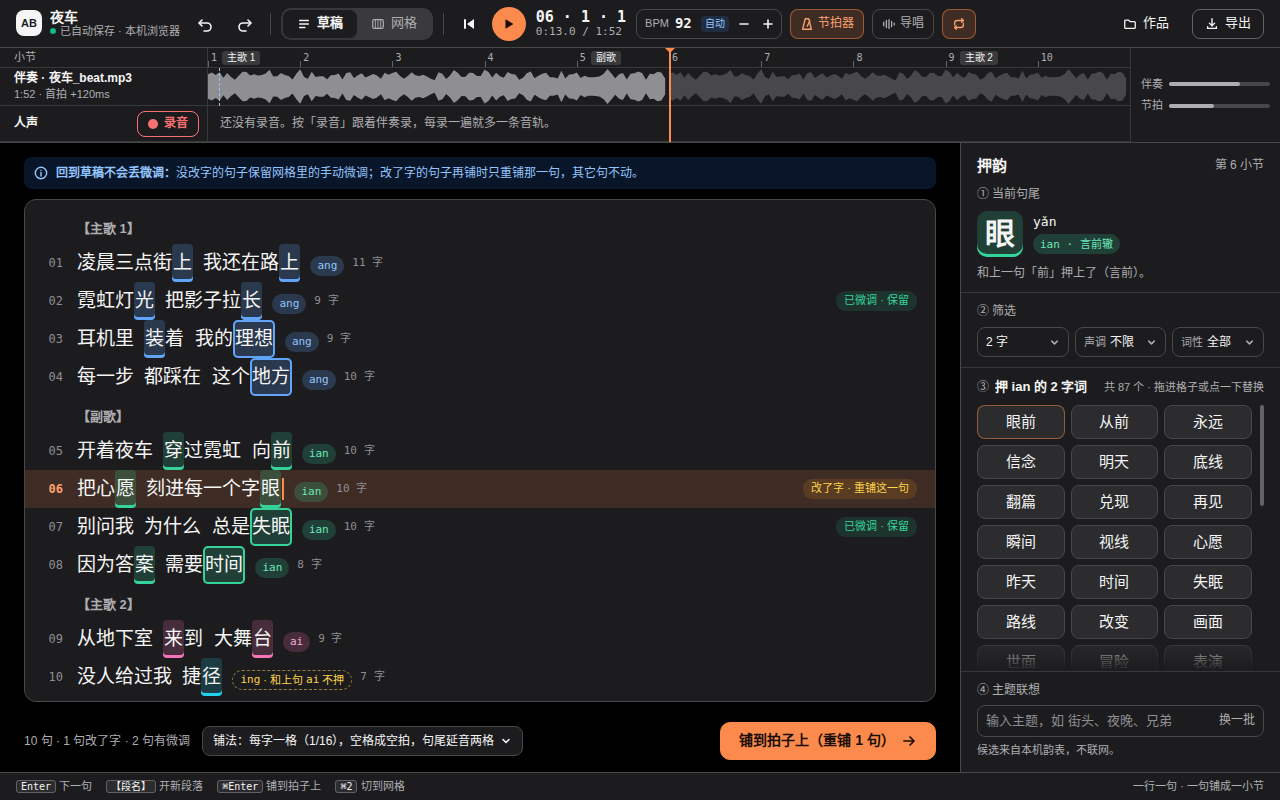 AB
夜车
已自动保存 · 本机浏览器
草稿
网格
06 · 1 · 1
0:13.0 / 1:52
BPM 92 自动
节拍器
导唱
作品
导出
小节
1 主歌 1
2
3
4
5 副歌
6
7
8
9 主歌 2
10
伴奏 · 夜车_beat.mp3
1:52 · 首拍 +120ms
伴奏
节拍
人声
录音
还没有录音。按「录音」跟着伴奏录，每录一遍就多一条音轨。
回到草稿不会丢微调：没改字的句子保留网格里的手动微调；改了字的句子再铺时只重铺那一句，其它句不动。
【主歌 1】
01 凌晨三点街上 我还在路上 ang 11 字
02 霓虹灯光 把影子拉长 ang 9 字 已微调 · 保留
03 耳机里 装着 我的理想 ang 9 字
04 每一步 都踩在 这个地方 ang 10 字
【副歌】
05 开着夜车 穿过霓虹 向前 ian 10 字
06 把心愿 刻进每一个字眼 ian 10 字 改了字 · 重铺这一句
07 别问我 为什么 总是失眠 ian 10 字 已微调 · 保留
08 因为答案 需要时间 ian 8 字
【主歌 2】
09 从地下室 来到 大舞台 ai 9 字
10 没人给过我 捷径 ing · 和上句 ai 不押 7 字
10 句 · 1 句改了字 · 2 句有微调
铺法：每字一格（1/16），空格成空拍，句尾延音两格
铺到拍子上（重铺 1 句）
押韵
第 6 小节
① 当前句尾
眼
yǎn
ian · 言前辙
和上一句「前」押上了（言前）。
② 筛选
2 字
声调 不限
词性 全部
③ 押 ian 的 2 字词
共 87 个 · 拖进格子或点一下替换
眼前 从前 永远
信念 明天 底线
翻篇 兑现 再见
瞬间 视线 心愿
昨天 时间 失眠
路线 改变 画面
世面 冒险 表演
④ 主题联想
输入主题，如 街头、夜晚、兄弟
换一批
候选来自本机韵表，不联网。
Enter 下一句
【段名】 开新段落
⌘Enter 铺到拍子上
⌘2 切到网格
一行一句 · 一句铺成一小节